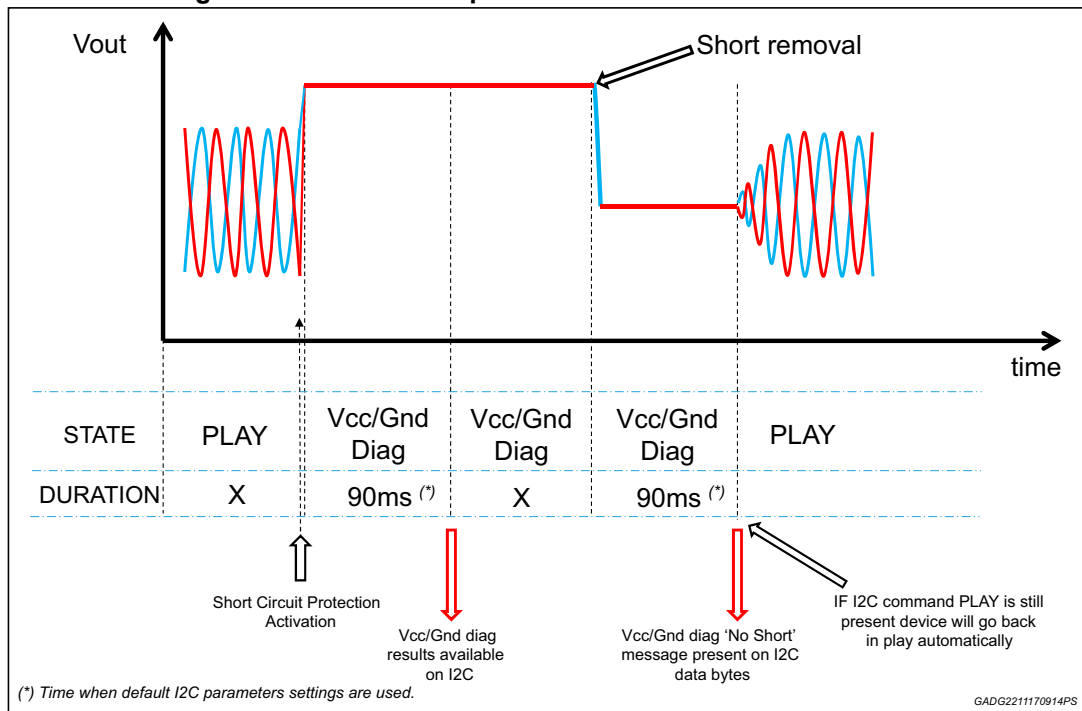 Vout
Short removal
time
STATE
PLAY
Vcc/Gnd
Diag
Vcc/Gnd
Diag
Vcc/Gnd
Diag
PLAY
DURATION
X
90ms (*)
X
90ms (*)
Short Circuit Protection
Activation
Vcc/Gnd diag
results available
on I2C
Vcc/Gnd diag ‘No Short’
message present on I2C
data bytes
IF I2C command PLAY is still
present device will go back
in play automatically
(*) Time when default I2C parameters settings are used.
GADG2211170914PS